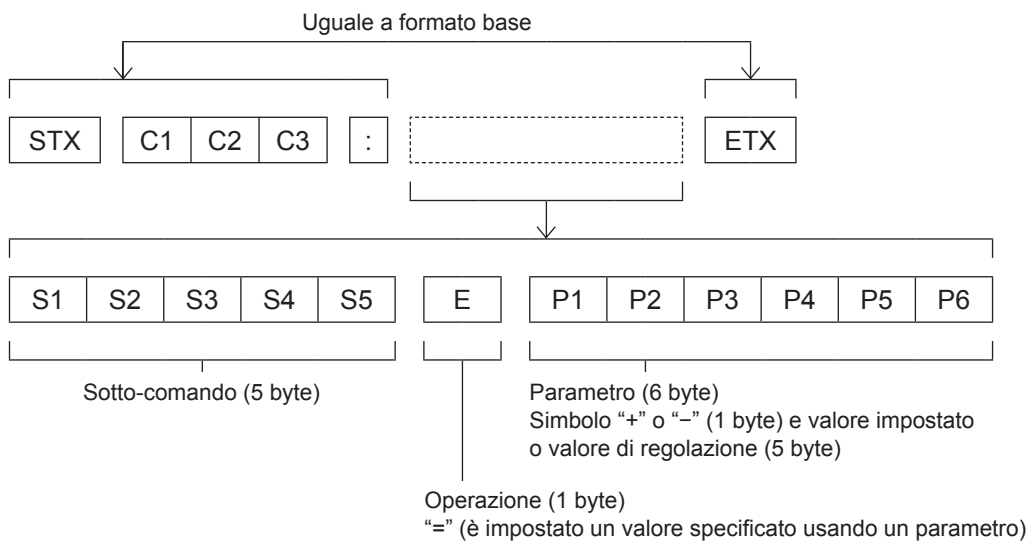 Uguale a formato base
STX C1 C2 C3 : ETX
S1 S2 S3 S4 S5 E P1 P2 P3 P4 P5 P6
Sotto-comando (5 byte)
Parametro (6 byte)
Simbolo “+” o “−” (1 byte) e valore impostato
o valore di regolazione (5 byte)
Operazione (1 byte)
“=” (è impostato un valore specificato usando un parametro)